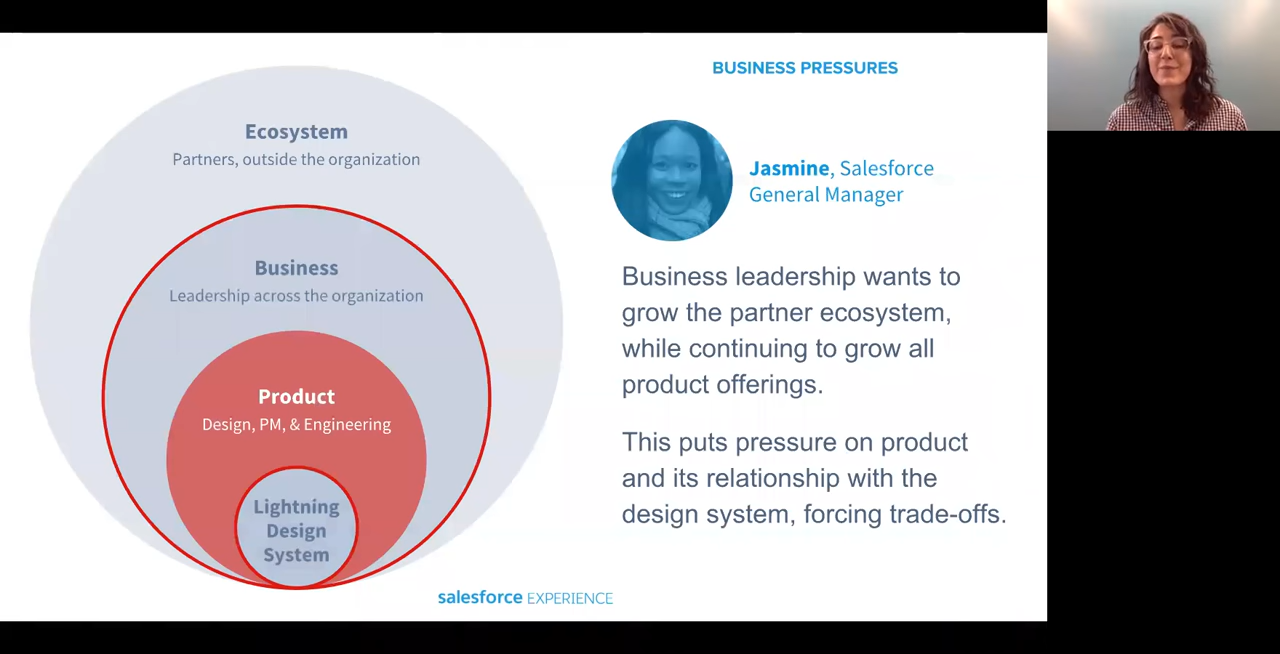 BUSINESS PRESSURES
Ecosystem
Partners, outside the organization
Business
Leadership across the organization
Product
Design, PM, & Engineering
Lightning
Design
System
Jasmine, Salesforce
General Manager
Business leadership wants to
grow the partner ecosystem,
while continuing to grow all
product offerings.
This puts pressure on product
and its relationship with the
design system, forcing trade-offs.
salesforce EXPERIENCE